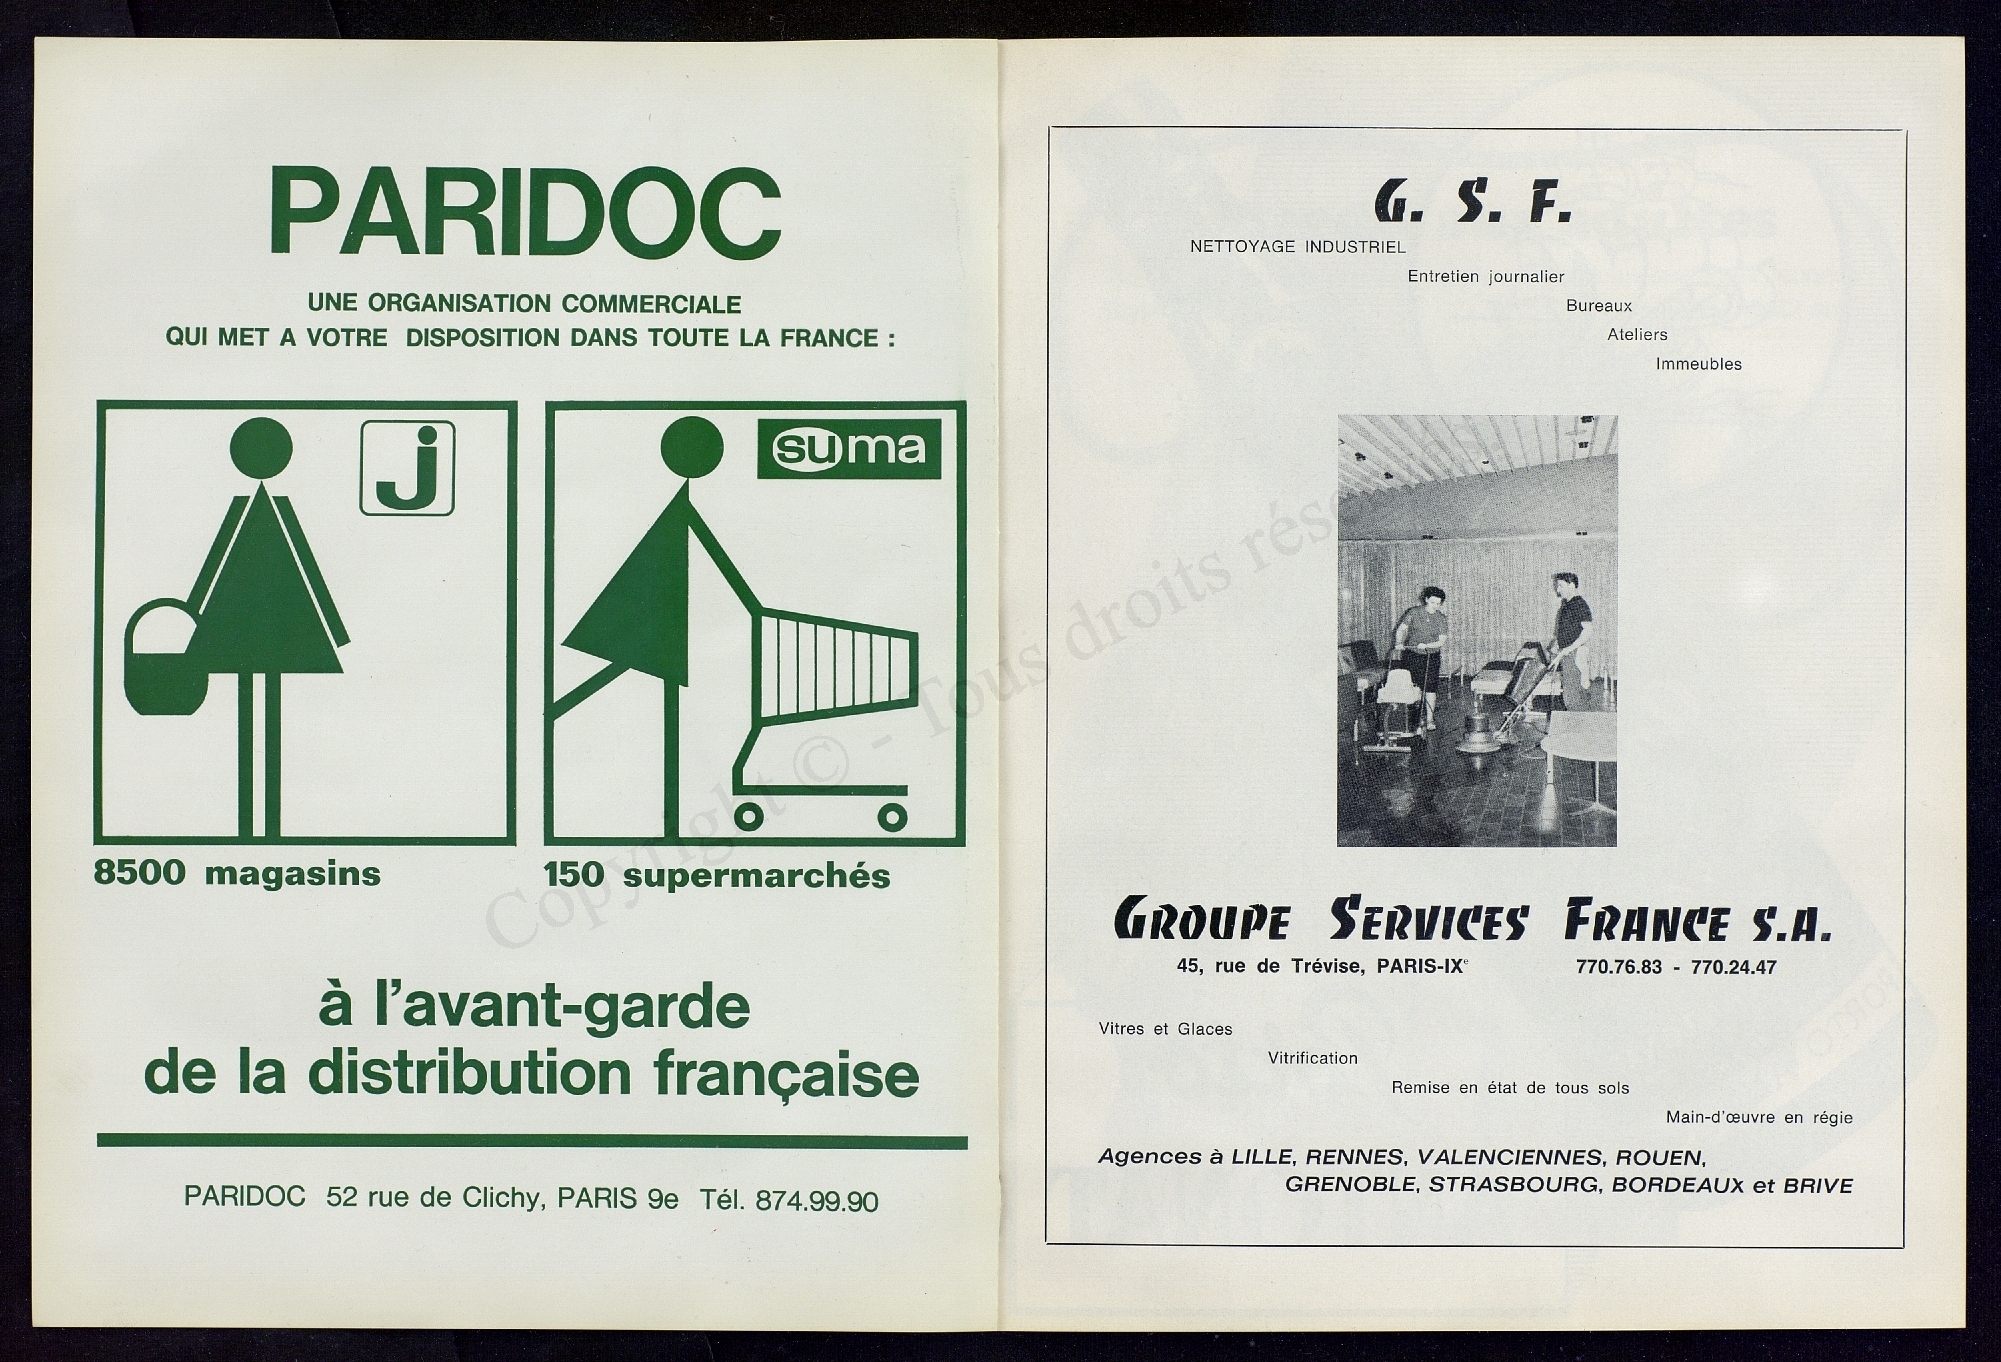 PARIDOC
UNE ORGANISATION COMMERCIALE
QUI MET A VOTRE DISPOSITION DANS TOUTE LA FRANCE :
j
suma
8500 magasins
150 supermarchés
à l'avant-garde
de la distribution française
PARIDOC 52 rue de Clichy, PARIS 9e Tél. 874.99.90
G. S. F.
NETTOYAGE INDUSTRIEL
Entretien journalier
Bureaux
Ateliers
Immeubles
GROUPE SERVICES FRANCE S.A.
45, rue de Trévise, PARIS-IXe 770.76.83 - 770.24.47
Vitres et Glaces
Vitrification
Remise en état de tous sols
Main-d'œuvre en régie
Agences à LILLE, RENNES, VALENCIENNES, ROUEN,
GRENOBLE, STRASBOURG, BORDEAUX et BRIVE
Copyright © - Tous droits